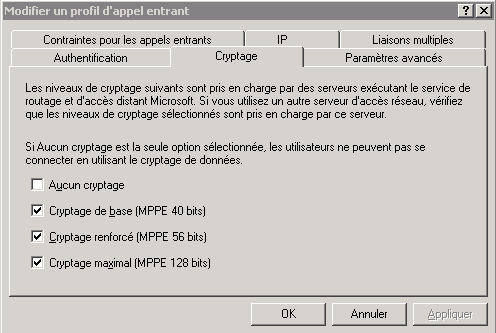 Modifier un profil d'appel entrant
Contraintes pour les appels entrants IP Liaisons multiples
Authentification Cryptage Paramètres avancés
Les niveaux de cryptage suivants sont pris en charge par des serveurs exécutant le service de
routage et d'accès distant Microsoft. Si vous utilisez un autre serveur d'accès réseau, vérifiez
que les niveaux de cryptage sélectionnés sont pris en charge par ce serveur.
Si Aucun cryptage est la seule option sélectionnée, les utilisateurs ne peuvent pas se
connecter en utilisant le cryptage de données.
Aucun cryptage
Cryptage de base (MPPE 40 bits)
Cryptage renforcé (MPPE 56 bits)
Cryptage maximal (MPPE 128 bits)
OK Annuler Appliquer